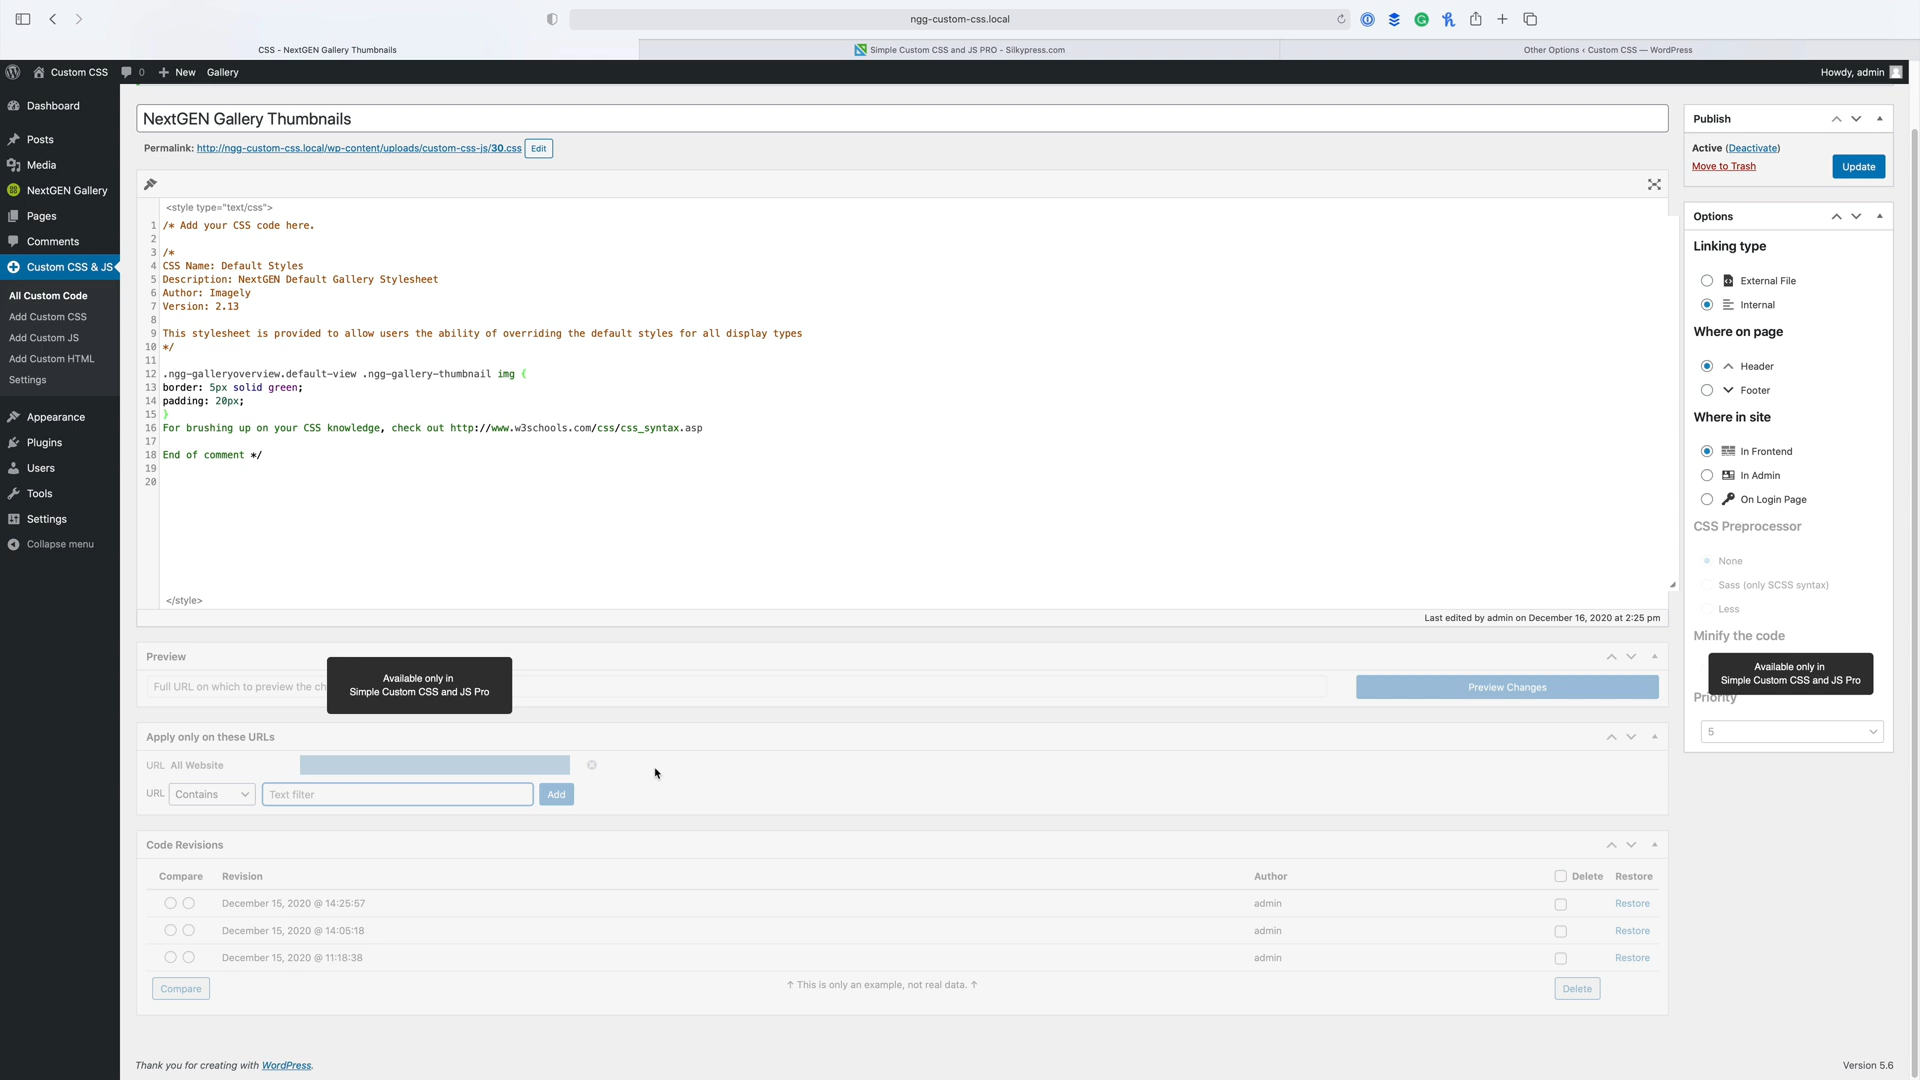 ngg-custom-css.local
CSS - NextGEN Gallery Thumbnails
Simple Custom CSS and JS PRO - Silkypress.com
Other Options ‹ Custom CSS — WordPress
Custom CSS
0
New
Gallery
Howdy, admin
Dashboard
Posts
Media
NextGEN Gallery
Pages
Comments
Custom CSS & JS
All Custom Code
Add Custom CSS
Add Custom JS
Add Custom HTML
Settings
Appearance
Plugins
Users
Tools
Settings
Collapse menu
NextGEN Gallery Thumbnails
Permalink: http://ngg-custom-css.local/wp-content/uploads/custom-css-js/30.css Edit
<style type="text/css">
1 /* Add your CSS code here.
2
3 /*
4 CSS Name: Default Styles
5 Description: NextGEN Default Gallery Stylesheet
6 Author: Imagely
7 Version: 2.13
8
9 This stylesheet is provided to allow users the ability of overriding the default styles for all display types
10 */
11
12 .ngg-galleryoverview.default-view .ngg-gallery-thumbnail img {
13 border: 5px solid green;
14 padding: 20px;
15 }
16 For brushing up on your CSS knowledge, check out http://www.w3schools.com/css/css_syntax.asp
17
18 End of comment */
19
20
</style>
Last edited by admin on December 16, 2020 at 2:25 pm
Preview
Full URL on which to preview the ch
Available only in
Simple Custom CSS and JS Pro
Preview Changes
Apply only on these URLs
URL All Website
URL Contains Text filter Add
Code Revisions
Compare Revision Author Delete Restore
December 15, 2020 @ 14:25:57 admin Restore
December 15, 2020 @ 14:05:18 admin Restore
December 15, 2020 @ 11:18:38 admin Restore
Compare ↑ This is only an example, not real data. ↑ Delete
Publish
Active (Deactivate)
Move to Trash
Update
Options
Linking type
External File
Internal
Where on page
Header
Footer
Where in site
In Frontend
In Admin
On Login Page
CSS Preprocessor
None
Sass (only SCSS syntax)
Less
Minify the code
Available only in
Simple Custom CSS and JS Pro
Priority
5
Thank you for creating with WordPress.
Version 5.6